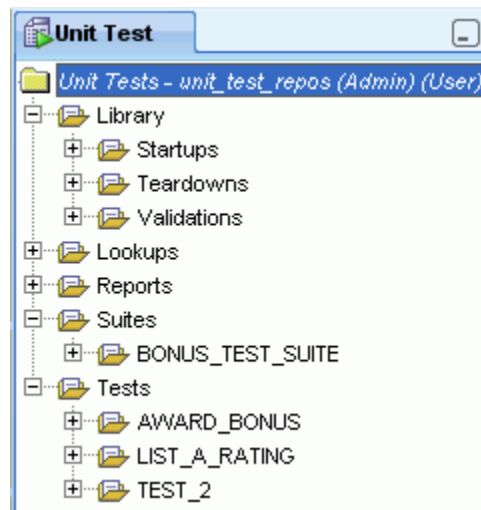 Unit Test
Unit Tests - unit_test_repos (Admin) (User)
Library
Startups
Teardowns
Validations
Lookups
Reports
Suites
BONUS_TEST_SUITE
Tests
AWARD_BONUS
LIST_A_RATING
TEST_2